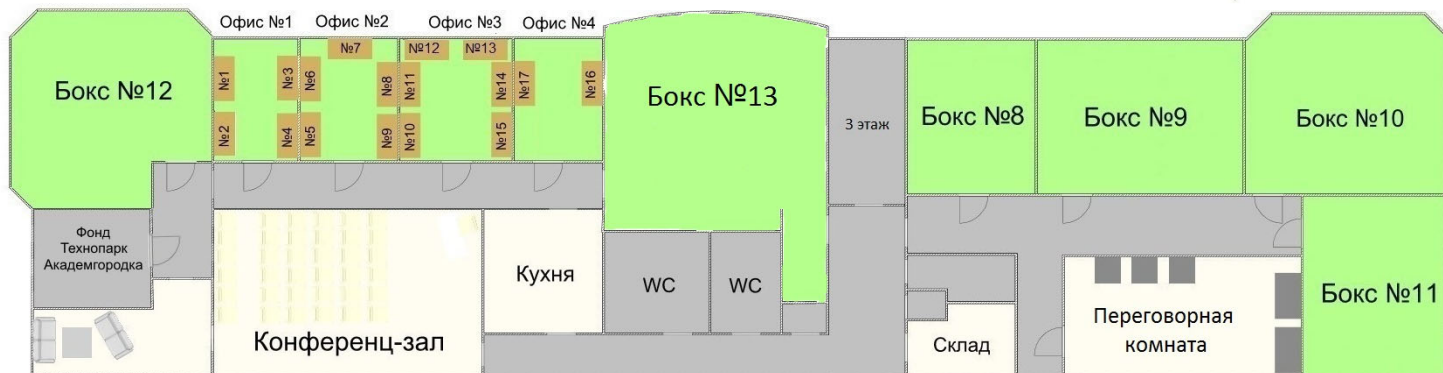 Офис №1
Офис №2
Офис №3
Офис №4
Бокс №12
№1
№2
№3
№4
№6
№5
№7
№8
№9
№12
№13
№11
№10
№14
№15
№17
№16
Бокс №13
3 этаж
Бокс №8
Бокс №9
Бокс №10
Фонд
Технопарк
Академгородка
Конференц-зал
Кухня
WC
WC
Склад
Переговорная
комната
Бокс №11